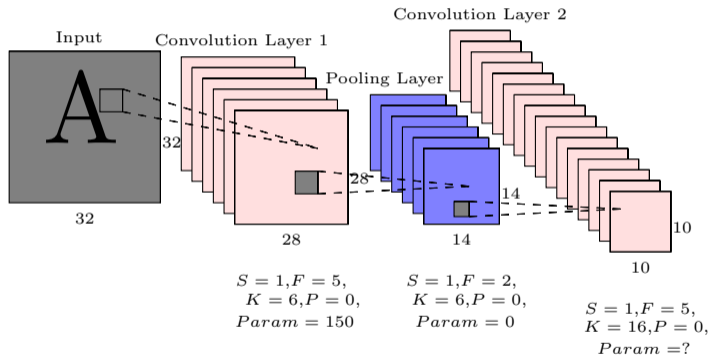 Input
A
32
32
Convolution Layer 1
28
28
S = 1,F = 5,
K = 6,P = 0,
Param = 150
Pooling Layer
14
14
S = 1,F = 2,
K = 6,P = 0,
Param = 0
Convolution Layer 2
10
10
S = 1,F = 5,
K = 16,P = 0,
Param =?